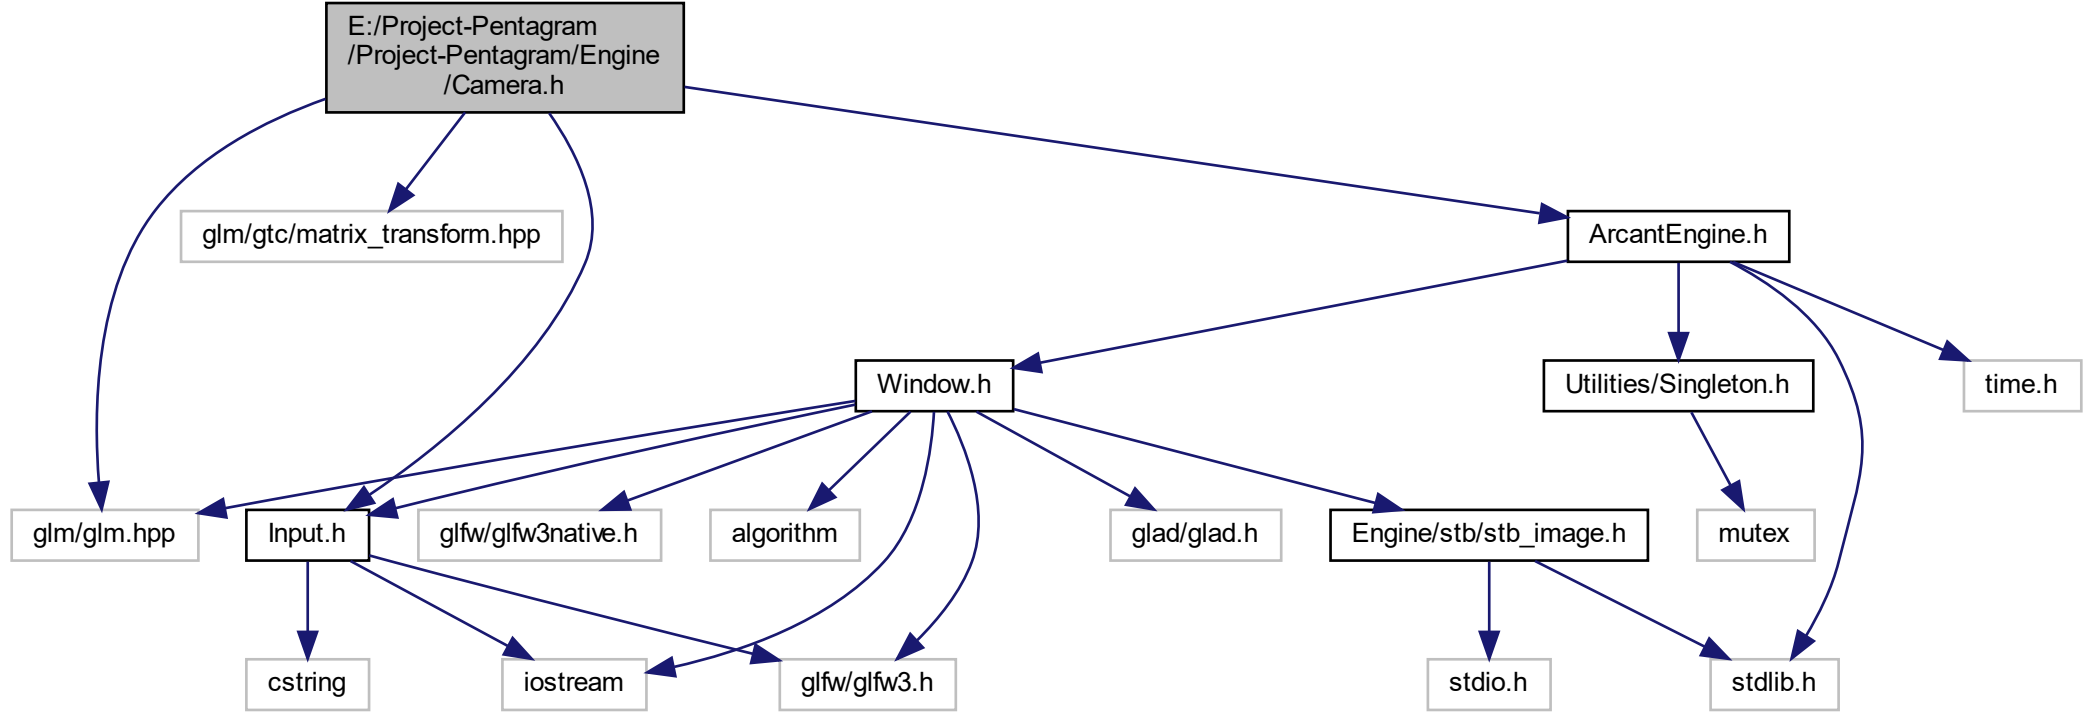 E:/Project-Pentagram
/Project-Pentagram/Engine
/Camera.h
glm/gtc/matrix_transform.hpp
ArcantEngine.h
Window.h
Utilities/Singleton.h
time.h
glm/glm.hpp
Input.h
glfw/glfw3native.h
algorithm
glad/glad.h
Engine/stb/stb_image.h
mutex
cstring
iostream
glfw/glfw3.h
stdio.h
stdlib.h